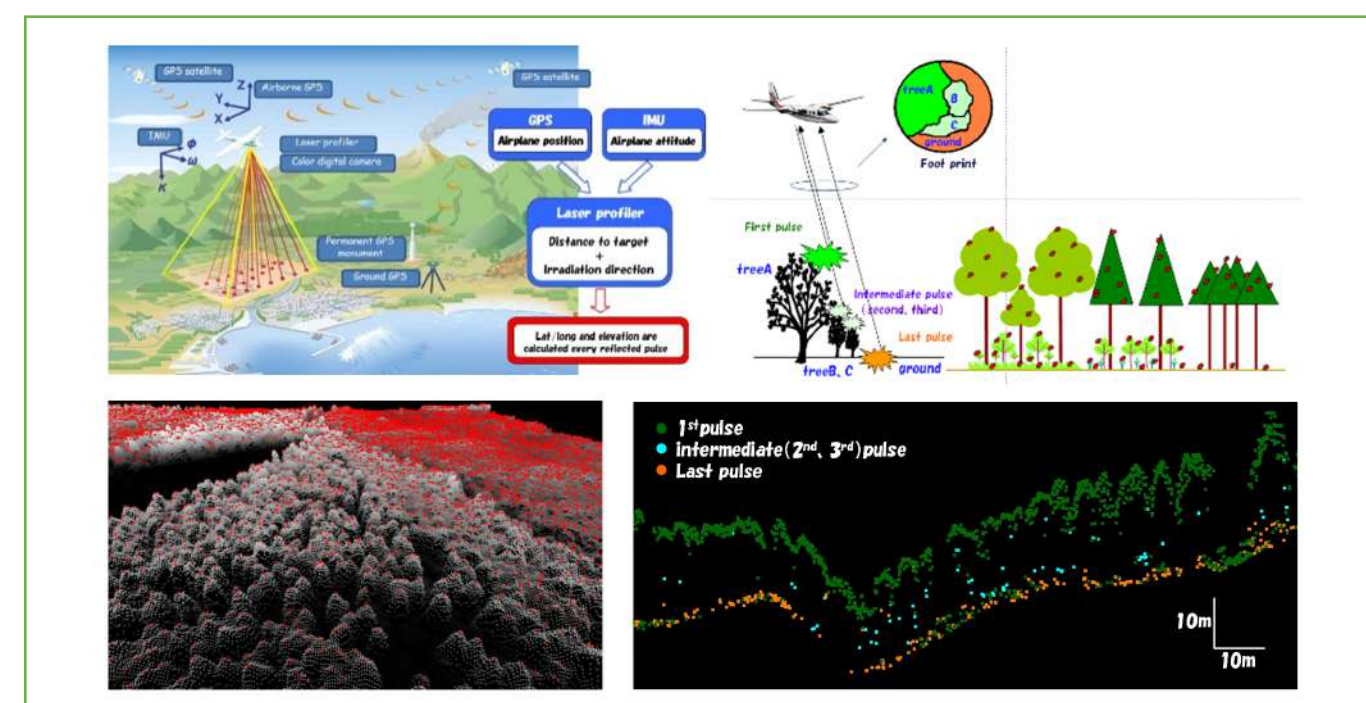 GPS satellite
Airborne GPS
GPS satellite
Z
Y
X
IMU
Φ
ω
K
Laser profiler
Color digital camera
Permanent GPS
monument
Ground GPS
GPS
Airplane position
IMU
Airplane attitude
Laser profiler
Distance to target
+
Irradiation direction
Lat/long and elevation are
calculated every reflected pulse
treeA
B
C
ground
Foot print
First pulse
treeA
Intermediate pulse
(second, third)
Last pulse
treeB、C
ground
1st pulse
intermediate(2nd、3rd)pulse
Last pulse
10m
10m